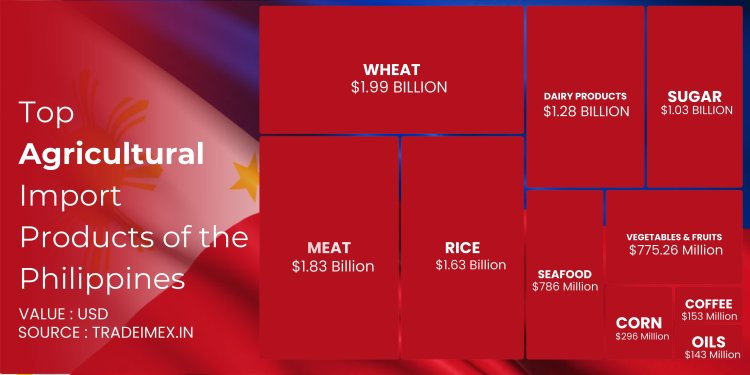 Top
Agricultural
Import
Products of the
Philippines
VALUE : USD
SOURCE : TRADEIMEX.IN
WHEAT
$1.99 BILLION
DAIRY PRODUCTS
$1.28 BILLION
SUGAR
$1.03 BILLION
MEAT
$1.83 Billion
RICE
$1.63 Billion
SEAFOOD
$786 Million
VEGETABLES & FRUITS
$775.26 Million
CORN
$296 Million
COFFEE
$153 Million
OILS
$143 Million